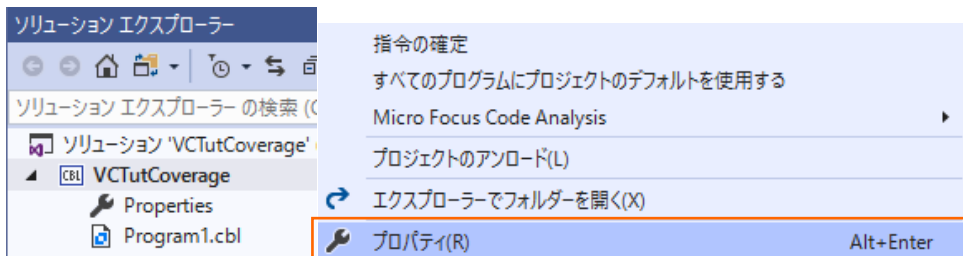 ソリューション エクスプローラー
ソリューション エクスプローラー の検索 (C
ソリューション 'VCTutCoverage'
CBL VCTutCoverage
Properties
Program1.cbl
指令の確定
すべてのプログラムにプロジェクトのデフォルトを使用する
Micro Focus Code Analysis
プロジェクトのアンロード(L)
エクスプローラーでフォルダーを開く(X)
プロパティ(R) Alt+Enter